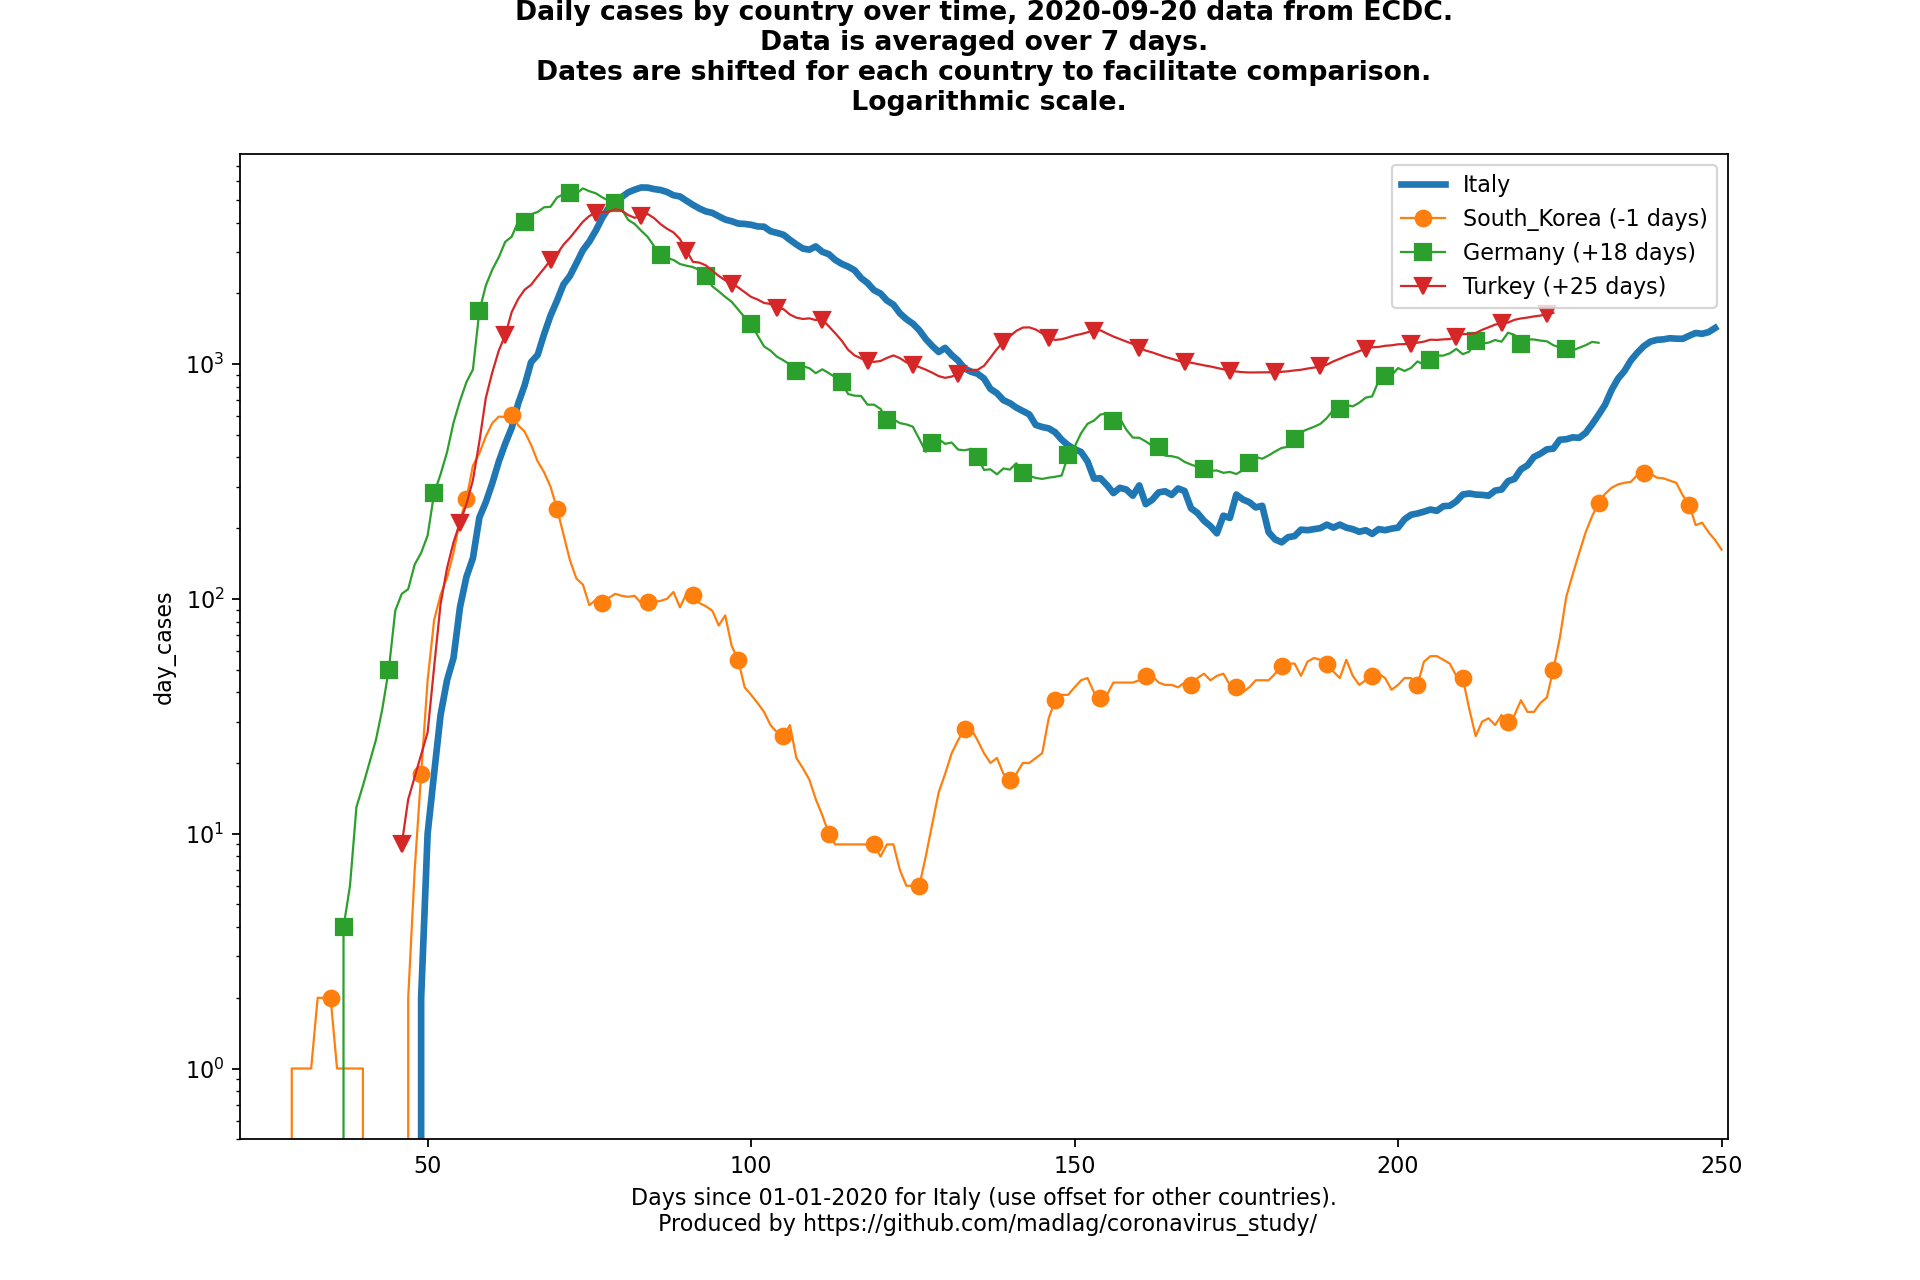 Daily cases by country over time, 2020-09-20 data from ECDC.
Data is averaged over 7 days.
Dates are shifted for each country to facilitate comparison.
Logarithmic scale.
Italy
South_Korea (-1 days)
Germany (+18 days)
Turkey (+25 days)
10³
10²
10¹
10⁰
day_cases
50 100 150 200 250
Days since 01-01-2020 for Italy (use offset for other countries).
Produced by https://github.com/madlag/coronavirus_study/